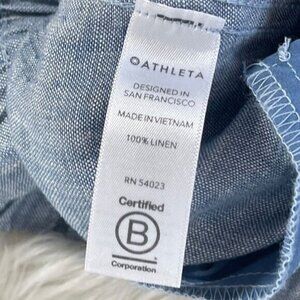 ATHLETA
DESIGNED IN
SAN FRANCISCO
MADE IN VIETNAM
100% LINEN
RN 54023
Certified
B
Corporation